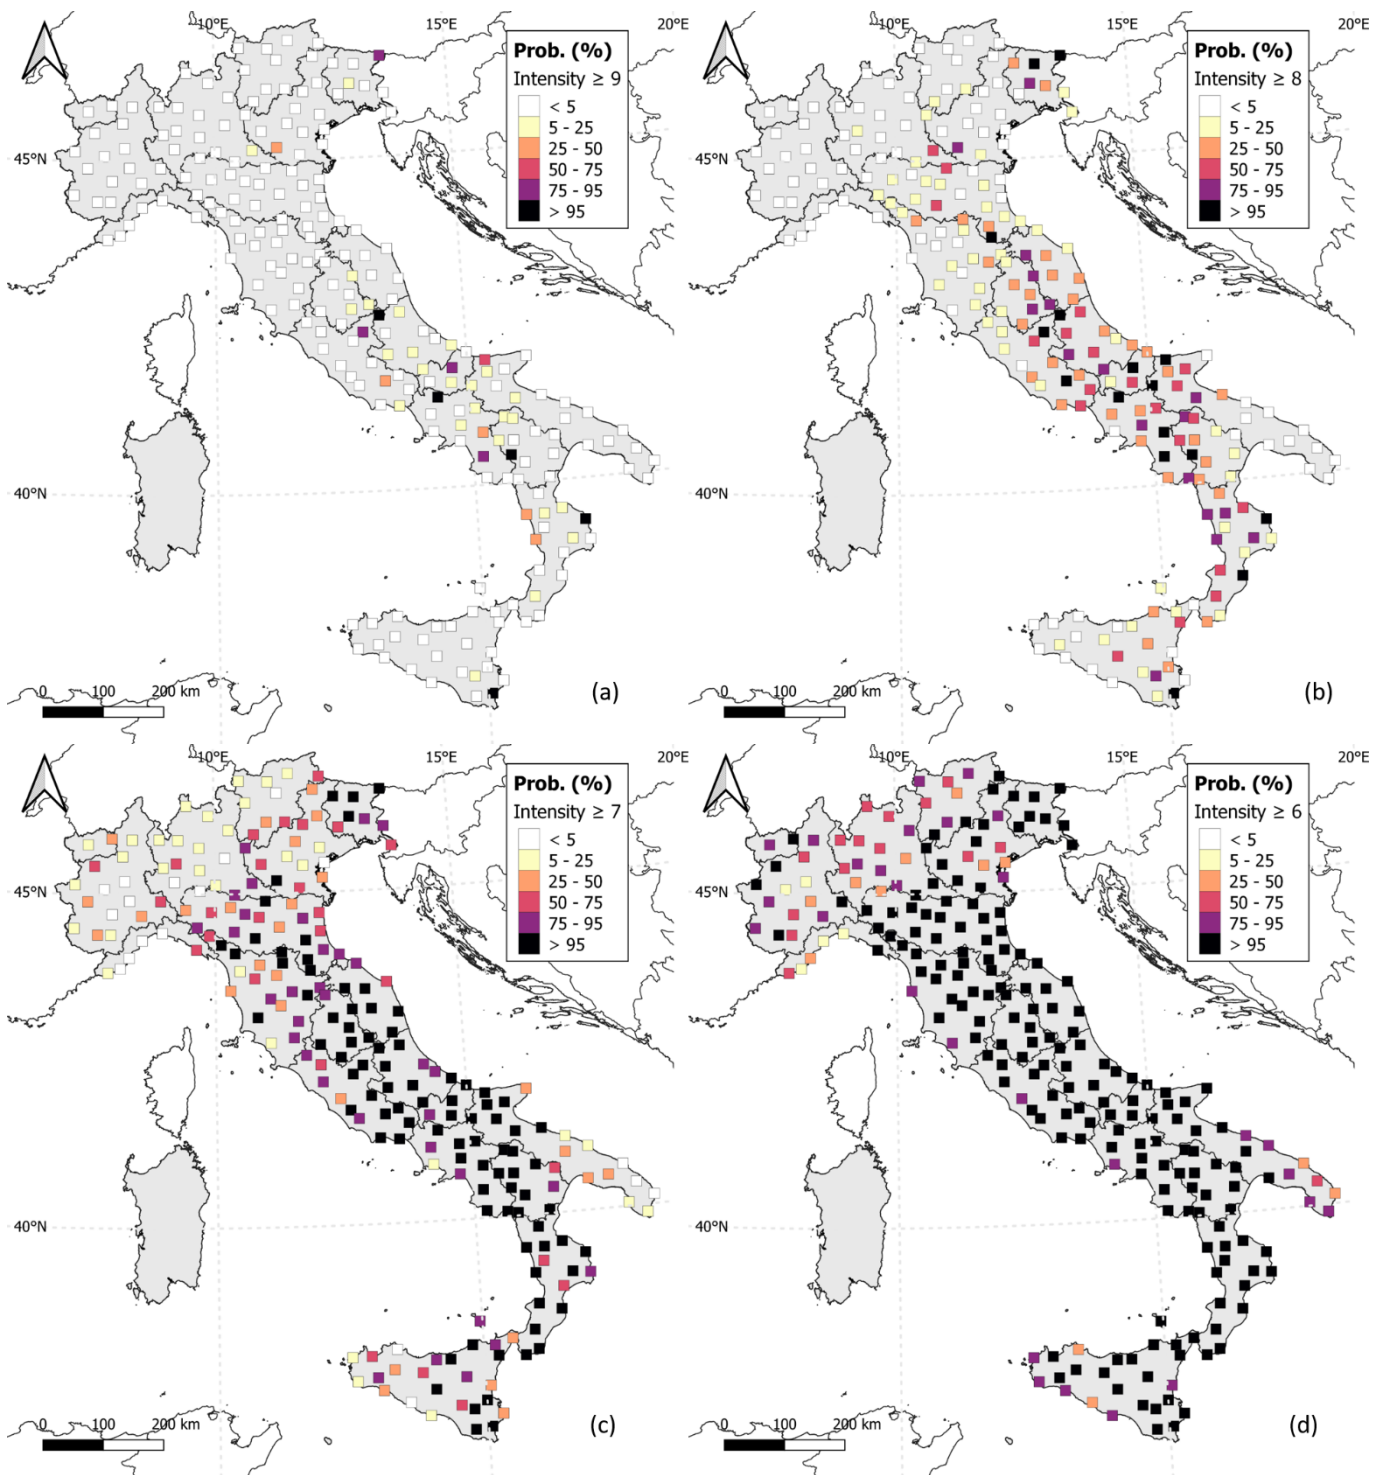 10°E
15°E
20°E
45°N
40°N
Prob. (%)
Intensity ≥ 9
< 5
5 - 25
25 - 50
50 - 75
75 - 95
> 95
0
100
200 km
(a)
10°E
15°E
20°E
45°N
40°N
Prob. (%)
Intensity ≥ 8
< 5
5 - 25
25 - 50
50 - 75
75 - 95
> 95
0
100
200 km
(b)
10°E
15°E
20°E
45°N
40°N
Prob. (%)
Intensity ≥ 7
< 5
5 - 25
25 - 50
50 - 75
75 - 95
> 95
0
100
200 km
(c)
10°E
15°E
20°E
45°N
40°N
Prob. (%)
Intensity ≥ 6
< 5
5 - 25
25 - 50
50 - 75
75 - 95
> 95
0
100
200 km
(d)